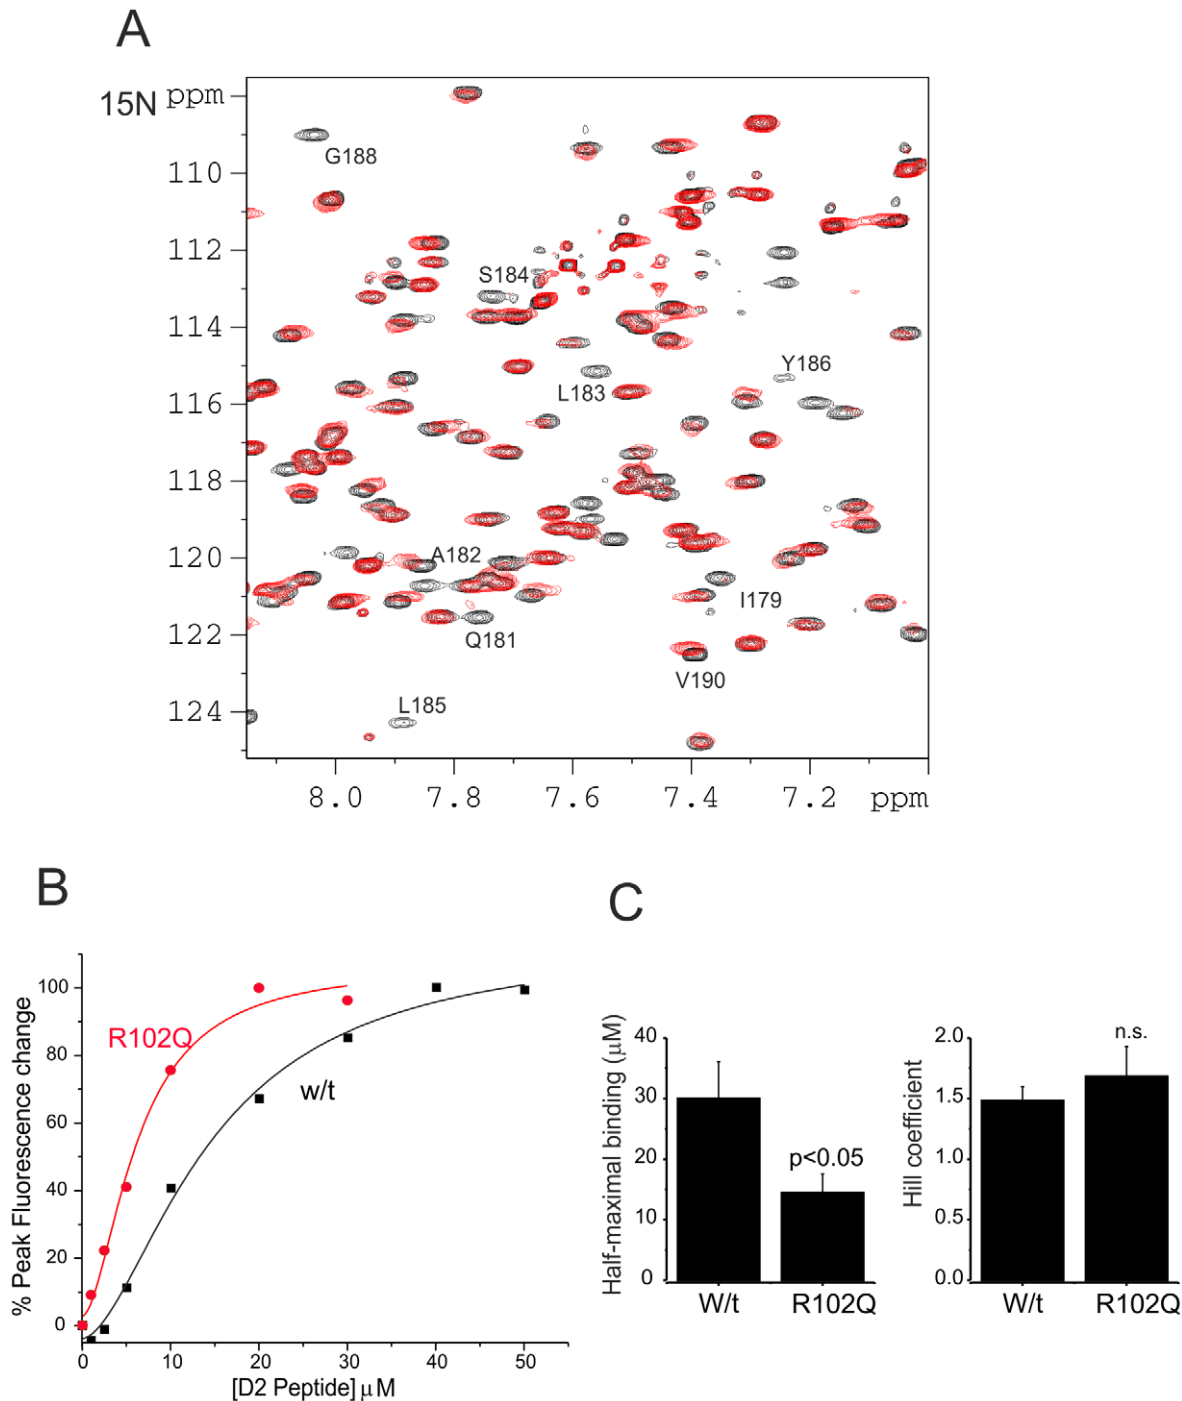 A
15N ppm
G188
110
112
S184
114
Y186
L183
116
118
A182
120
I179
Q181
122
V190
L185
124
8.0 7.8 7.6 7.4 7.2 ppm
B
% Peak Fluorescence change
100
80
60
40
20
0
R102Q
w/t
0 10 20 30 40 50
[D2 Peptide] μM
C
Half-maximal binding (μM)
40
30
20
10
0
p<0.05
W/t R102Q
Hill coefficient
2.0
1.5
1.0
0.5
0.0
n.s.
W/t R102Q